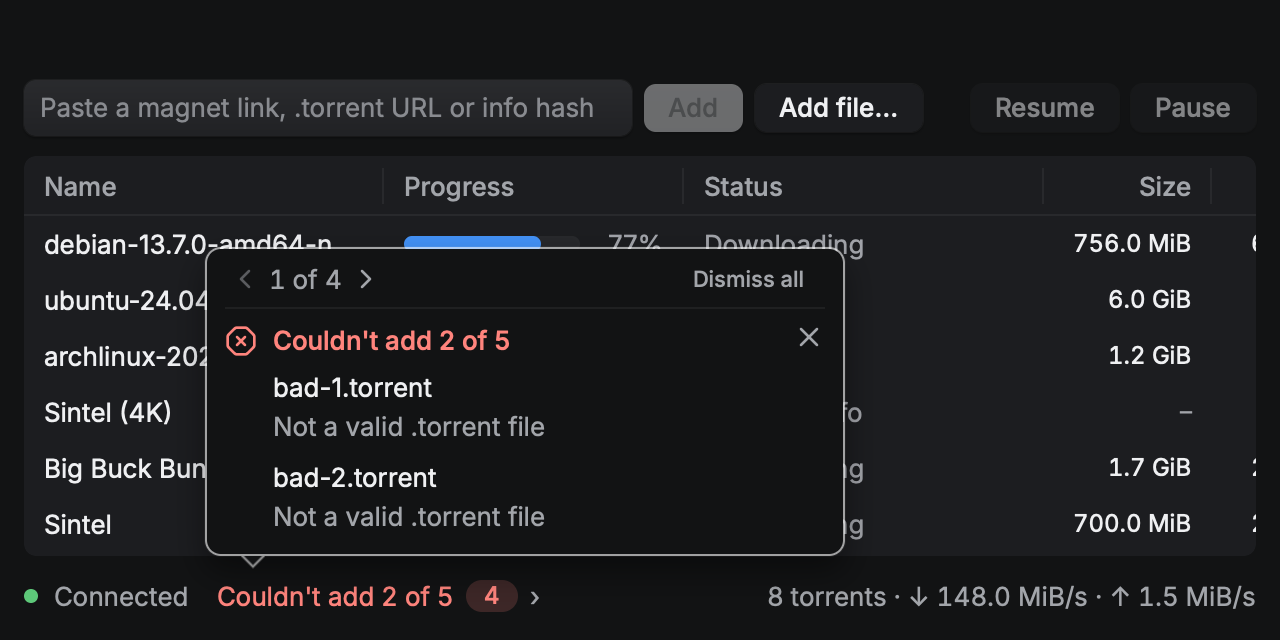 Paste a magnet link, .torrent URL or info hash Add Add file... Resume Pause
Name Progress Status Size
debian-13.7.0-amd64-n 77% Downloading 756.0 MiB
ubuntu-24.04 6.0 GiB
1 of 4 Dismiss all
Couldn't add 2 of 5
archlinux-202 1.2 GiB
bad-1.torrent
Sintel (4K) fo –
Not a valid .torrent file
Big Buck Bun ng 1.7 GiB
bad-2.torrent
Sintel ng 700.0 MiB
Not a valid .torrent file
Connected Couldn't add 2 of 5 4 › 8 torrents · ↓ 148.0 MiB/s · ↑ 1.5 MiB/s